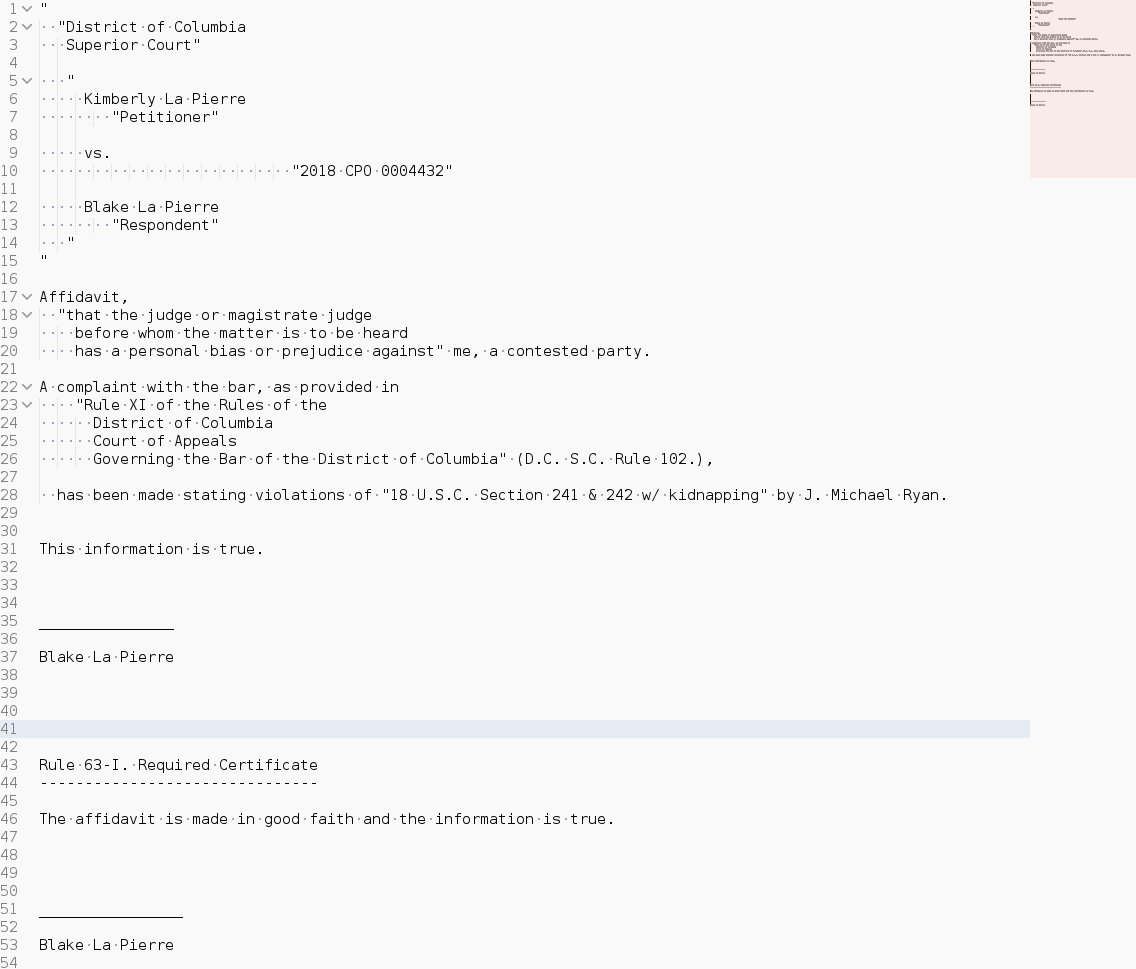 "
"District of Columbia
Superior Court"
"
Kimberly La Pierre
"Petitioner"
vs.
"2018 CPO 0004432"
Blake La Pierre
"Respondent"
"
"
Affidavit,
"that the judge or magistrate judge
before whom the matter is to be heard
has a personal bias or prejudice against" me, a contested party.
A complaint with the bar, as provided in
"Rule XI of the Rules of the
District of Columbia
Court of Appeals
Governing the Bar of the District of Columbia" (D.C. S.C. Rule 102.),
has been made stating violations of "18 U.S.C. Section 241 & 242 w/ kidnapping" by J. Michael Ryan.
This information is true.
_______________
Blake La Pierre
Rule 63-I. Required Certificate
-------------------------------
The affidavit is made in good faith and the information is true.
________________
Blake La Pierre